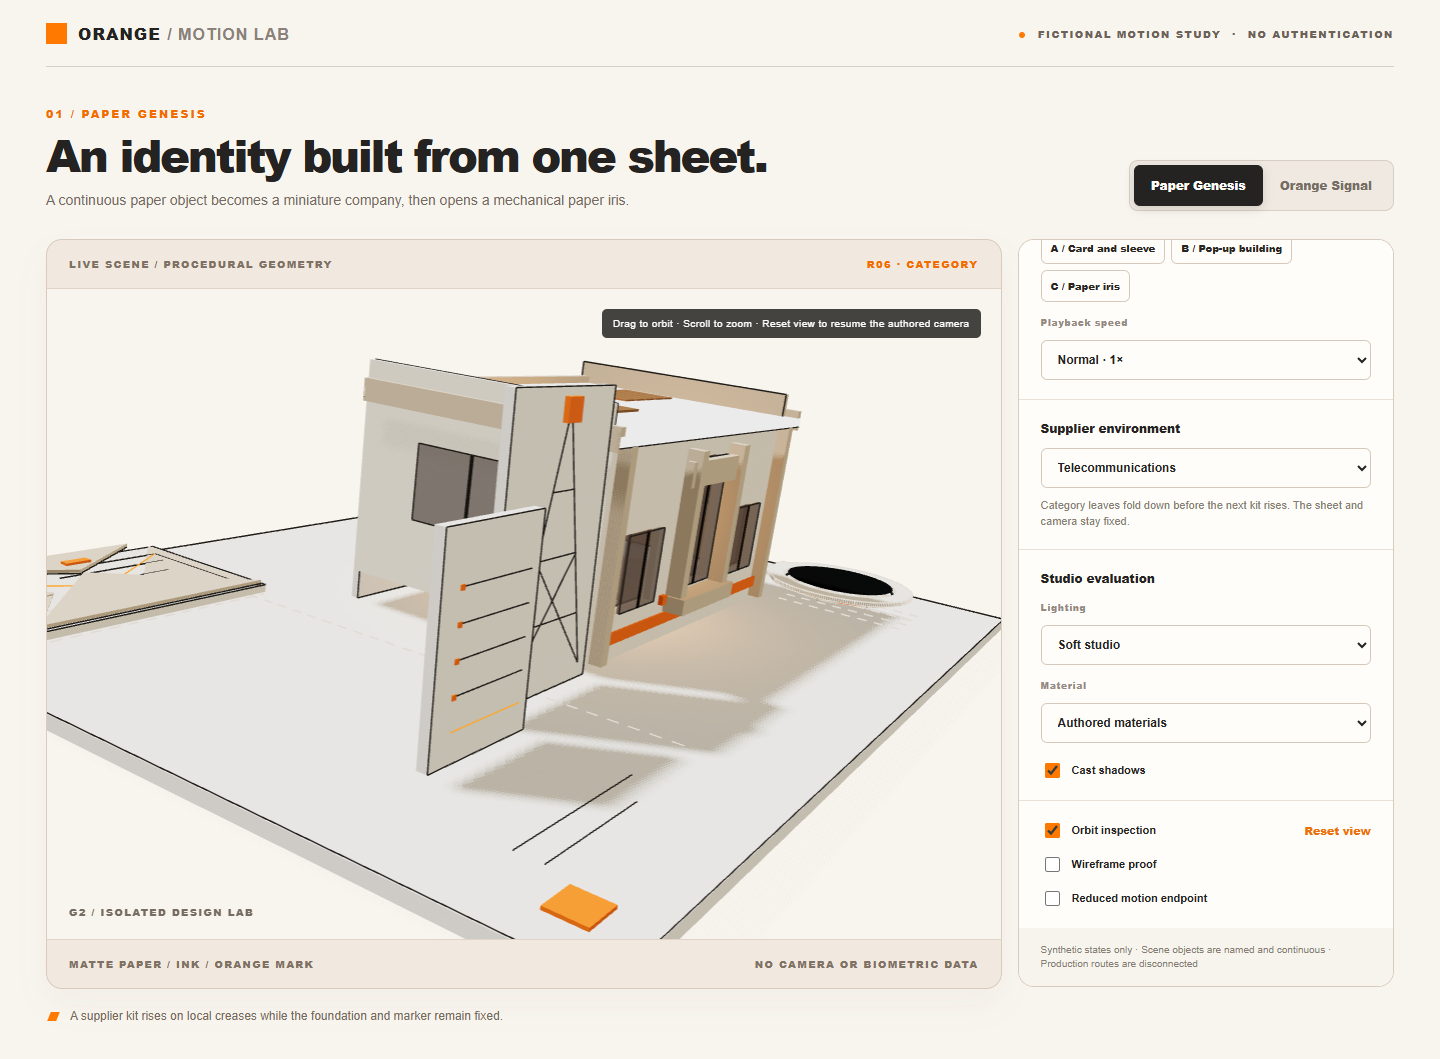 ORANGE / MOTION LAB
FICTIONAL MOTION STUDY · NO AUTHENTICATION
01 / PAPER GENESIS
An identity built from one sheet.
A continuous paper object becomes a miniature company, then opens a mechanical paper iris.
Paper Genesis
Orange Signal
LIVE SCENE / PROCEDURAL GEOMETRY
R06 · CATEGORY
Drag to orbit · Scroll to zoom · Reset view to resume the authored camera
G2 / ISOLATED DESIGN LAB
MATTE PAPER / INK / ORANGE MARK
NO CAMERA OR BIOMETRIC DATA
A supplier kit rises on local creases while the foundation and marker remain fixed.
A / Card and sleeve
B / Pop-up building
C / Paper iris
Playback speed
Normal · 1×
Supplier environment
Telecommunications
Category leaves fold down before the next kit rises. The sheet and
camera stay fixed.
Studio evaluation
Lighting
Soft studio
Material
Authored materials
Cast shadows
Orbit inspection
Reset view
Wireframe proof
Reduced motion endpoint
Synthetic states only · Scene objects are named and continuous ·
Production routes are disconnected